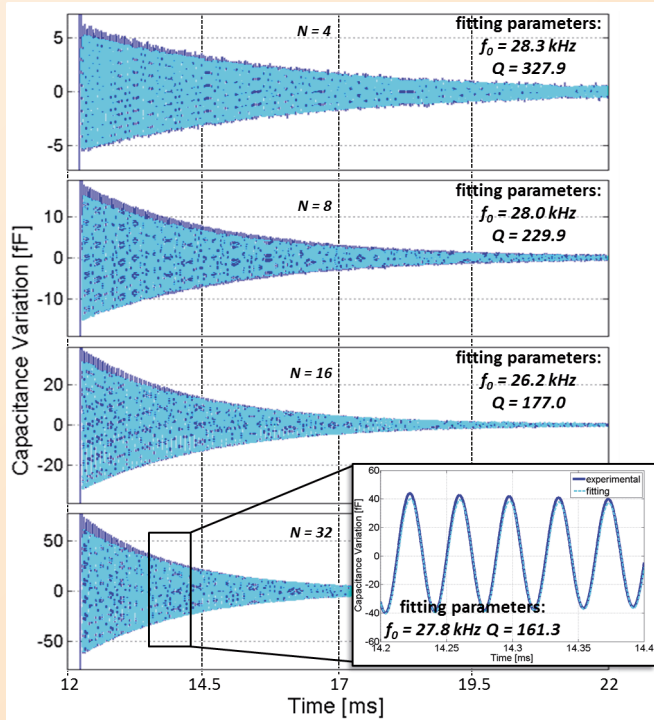 Capacitance Variation [fF]
5
0
-5
N = 4
fitting parameters:
f0 = 28.3 kHz
Q = 327.9
10
0
-10
N = 8
fitting parameters:
f0 = 28.0 kHz
Q = 229.9
20
0
-20
N = 16
fitting parameters:
f0 = 26.2 kHz
Q = 177.0
50
0
-50
N = 32
Capacitance Variation [fF]
60
40
20
0
-20
-40
-60
experimental
fitting
fitting parameters:
f0 = 27.8 kHz Q = 161.3
14.2 14.25 14.3 14.35 14.4
Time [ms]
12 14.5 17 19.5 22
Time [ms]